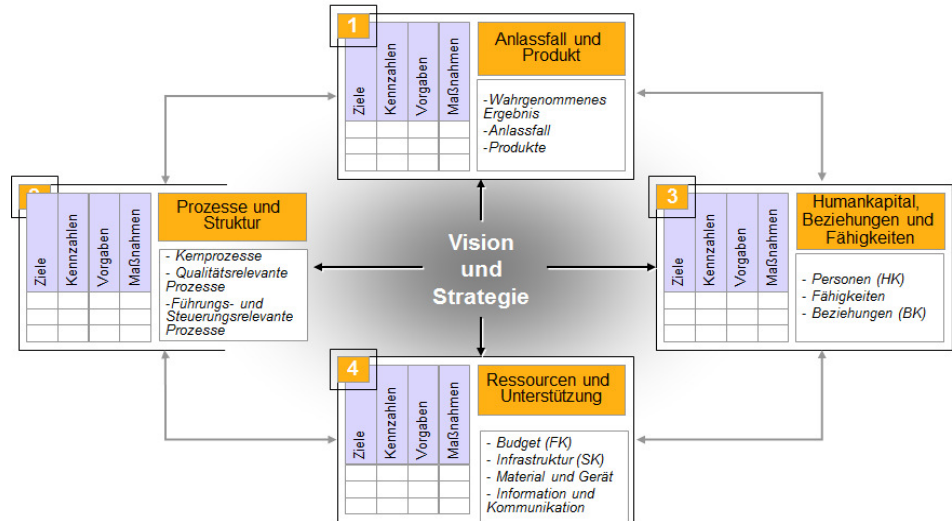 1
Ziele
Kennzahlen
Vorgaben
Maßnahmen
Anlassfall und
Produkt
-Wahrgenommenes
Ergebnis
-Anlassfall
-Produkte
Ziele
Kennzahlen
Vorgaben
Maßnahmen
Prozesse und
Struktur
- Kernprozesse
- Qualitätsrelevante
Prozesse
-Führungs- und
Steuerungsrelevante
Prozesse
Vision
und
Strategie
3
Ziele
Kennzahlen
Vorgaben
Maßnahmen
Humankapital,
Beziehungen und
Fähigkeiten
- Personen (HK)
- Fähigkeiten
- Beziehungen (BK)
4
Ziele
Kennzahlen
Vorgaben
Maßnahmen
Ressourcen und
Unterstützung
- Budget (FK)
- Infrastruktur (SK)
- Material und Gerät
- Information und
Kommunikation